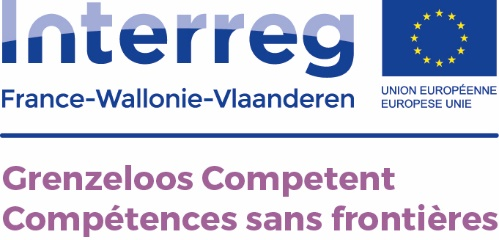 Interreg
France-Wallonie-Vlaanderen
UNION EUROPÉENNE
EUROPESE UNIE
Grenzeloos Competent
Compétences sans frontières